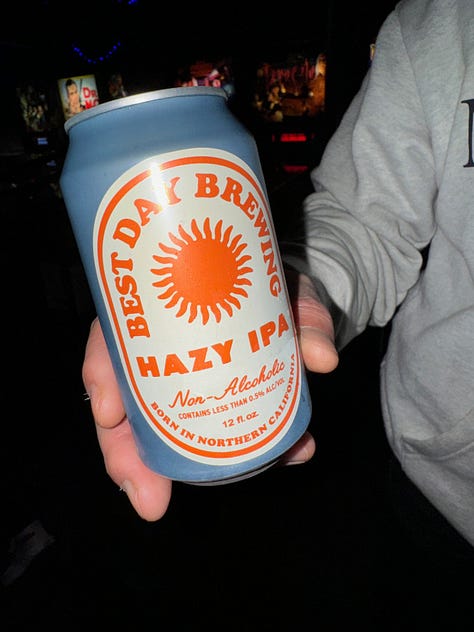 BEST DAY BREWING
HAZY IPA
Non-Alcoholic
CONTAINS LESS THAN 0.5% ALC/VOL
12 fl. oz.
BORN IN NORTHERN CALIFORNIA